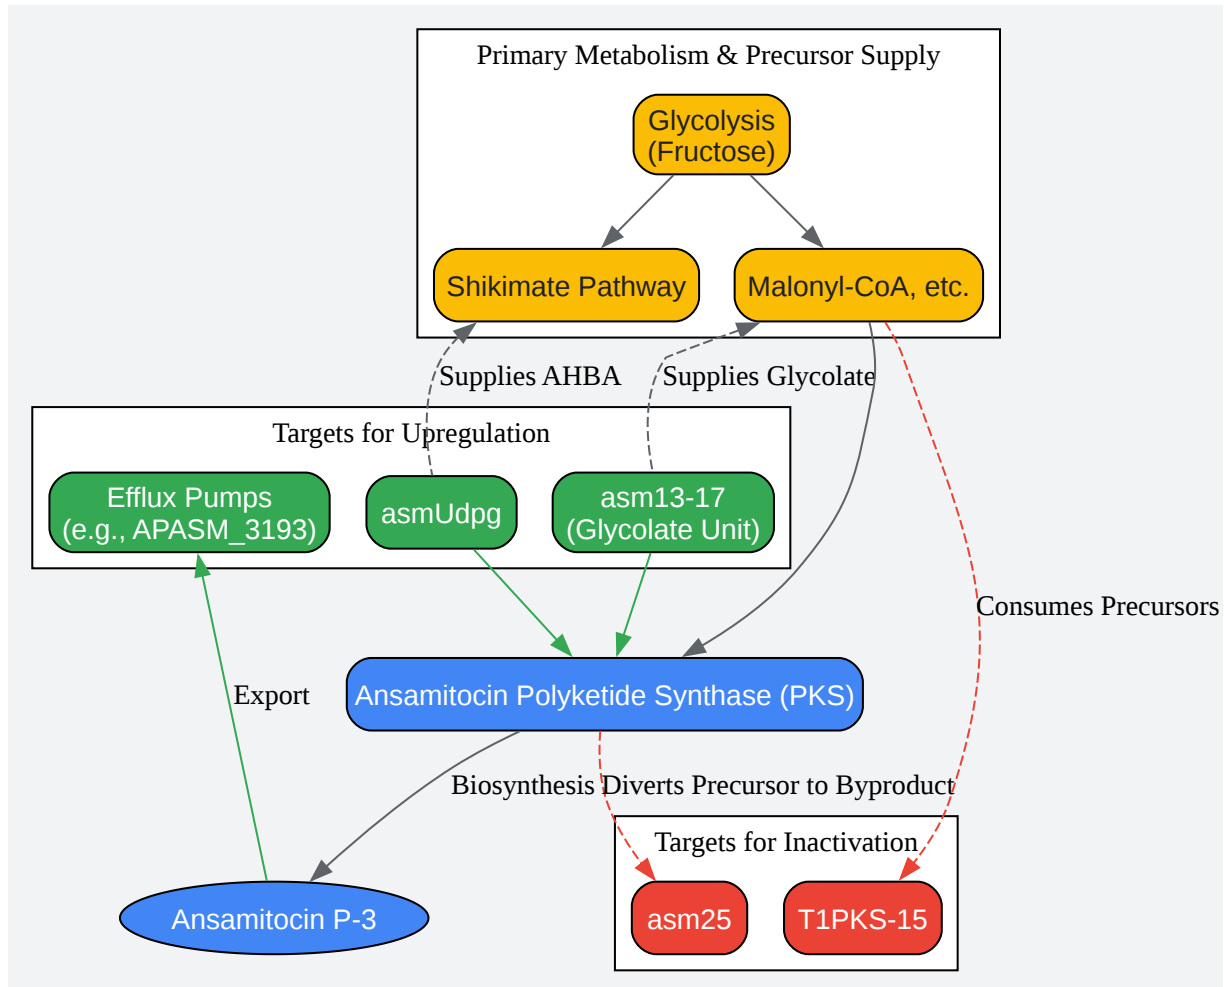 Primary Metabolism & Precursor Supply
Glycolysis
(Fructose)
Shikimate Pathway
Malonyl-CoA, etc.
Supplies AHBA
Supplies Glycolate
Targets for Upregulation
Efflux Pumps
(e.g., APASM_3193)
asmUdpg
asm13-17
(Glycolate Unit)
Consumes Precursors
Export
Ansamitocin Polyketide Synthase (PKS)
Biosynthesis
Diverts Precursor to Byproduct
Targets for Inactivation
Ansamitocin P-3
asm25
T1PKS-15